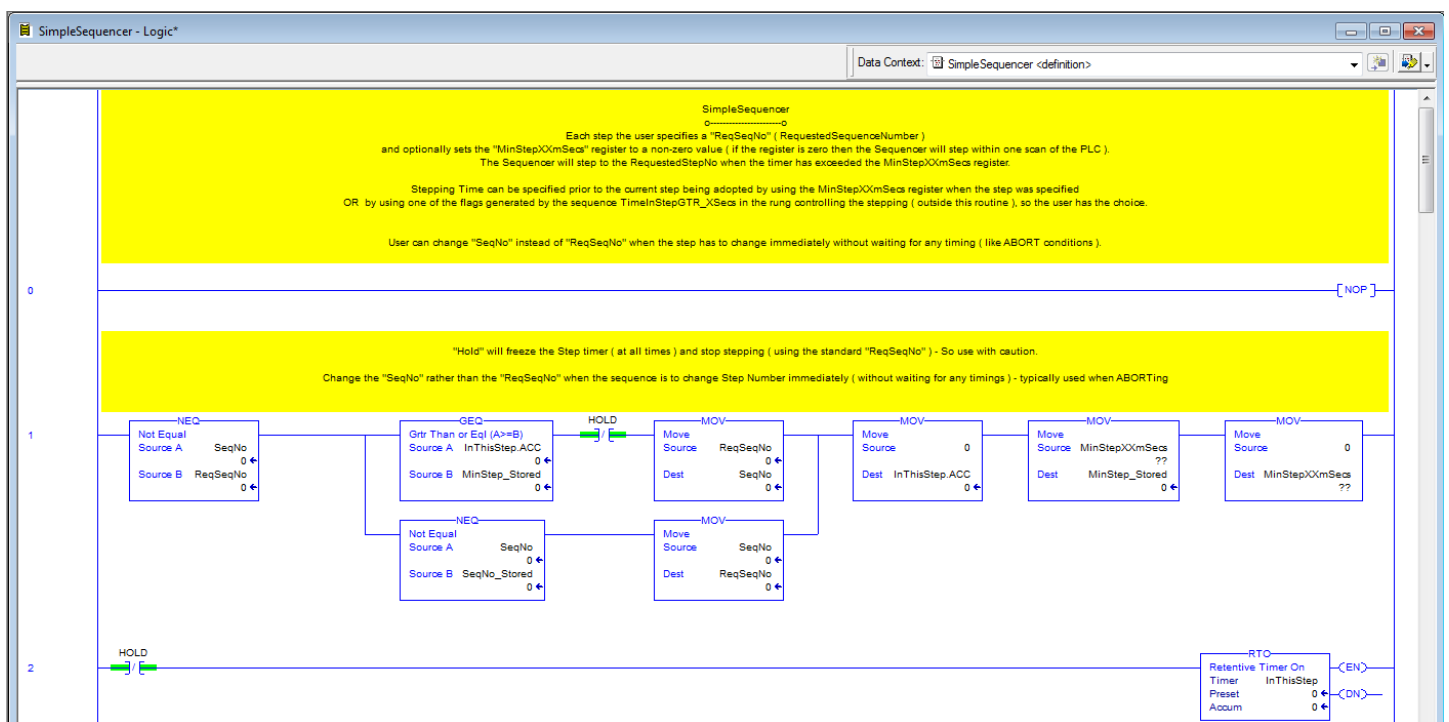 SimpleSequencer - Logic*
Data Context: SimpleSequencer <definition>
SimpleSequencer
o----------------------o
Each step the user specifies a "ReqSeqNo" ( RequestedSequenceNumber )
and optionally sets the "MinStepXXmSecs" register to a non-zero value ( if the register is zero then the Sequencer will step within one scan of the PLC ).
The Sequencer will step to the RequestedStepNo when the timer has exceeded the MinStepXXmSecs register.
Stepping Time can be specified prior to the current step being adopted by using the MinStepXXmSecs register when the step was specified
OR by using one of the flags generated by the sequence TimeInStepGTR_XSecs in the rung controlling the stepping ( outside this routine ), so the user has the choice.
User can change "SeqNo" instead of "ReqSeqNo" when the step has to change immediately without waiting for any timing ( like ABORT conditions ).
0
NOP
"Hold" will freeze the Step timer ( at all times ) and stop stepping ( using the standard "ReqSeqNo" ) - So use with caution.
Change the "SeqNo" rather than the "ReqSeqNo" when the sequence is to change Step Number immediately ( without waiting for any timings ) - typically used when ABORTing
1
NEQ
Not Equal
Source A SeqNo
0
Source B ReqSeqNo
0
GEQ
Grtr Than or Eql (A>=B)
Source A InThisStep.ACC
0
Source B MinStep_Stored
0
HOLD
MOV
Move
Source ReqSeqNo
0
Dest SeqNo
0
MOV
Move
Source 0
Dest InThisStep.ACC
0
MOV
Move
Source MinStepXXmSecs
??
Dest MinStep_Stored
0
MOV
Move
Source 0
Dest MinStepXXmSecs
??
NEQ
Not Equal
Source A SeqNo
0
Source B SeqNo_Stored
0
MOV
Move
Source SeqNo
0
Dest ReqSeqNo
0
2
HOLD
RTO
Retentive Timer On
Timer InThisStep
Preset 0
Accum 0
EN
DN